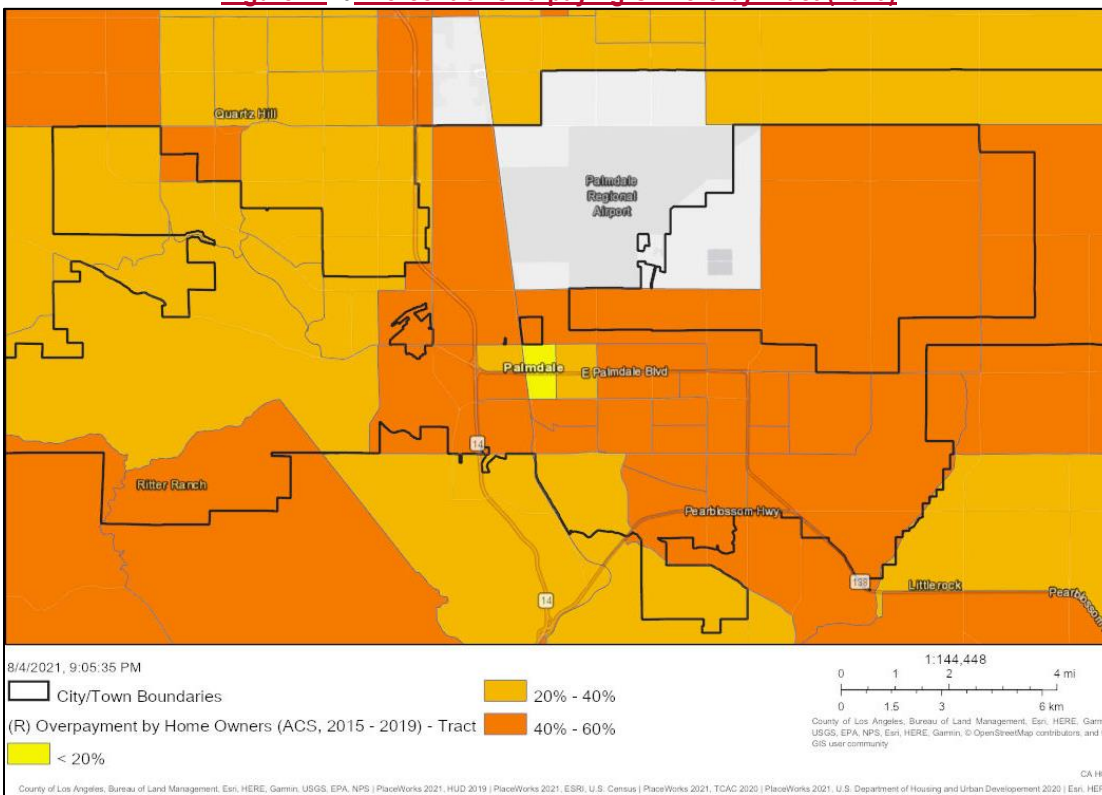 Quartz Hill
Palmdale
Regional
Airport
Palmdale
E Palmdale Blvd
14
Ritter Ranch
Pearblossom Hwy
138
Littlerock
14
Pearblossom
8/4/2021, 9:05:35 PM
City/Town Boundaries
(R) Overpayment by Home Owners (ACS, 2015 - 2019) - Tract
< 20%
20% - 40%
40% - 60%
1:144,448
0 1 2 4 mi
0 1.5 3 6 km
County of Los Angeles, Bureau of Land Management, Esri, HERE, Garm
USGS, EPA, NPS, Esri, HERE, Garmin, © OpenStreetMap contributors, and
GIS user community
CA H
County of Los Angeles, Bureau of Land Management, Esri, HERE, Garmin, USGS, EPA, NPS | PlaceWorks 2021, HUD 2019 | PlaceWorks 2021, ESRI, U.S. Census | PlaceWorks 2021, TCAC 2020 | PlaceWorks 2021, U.S. Department of Housing and Urban Developement 2020 | Esri, HER